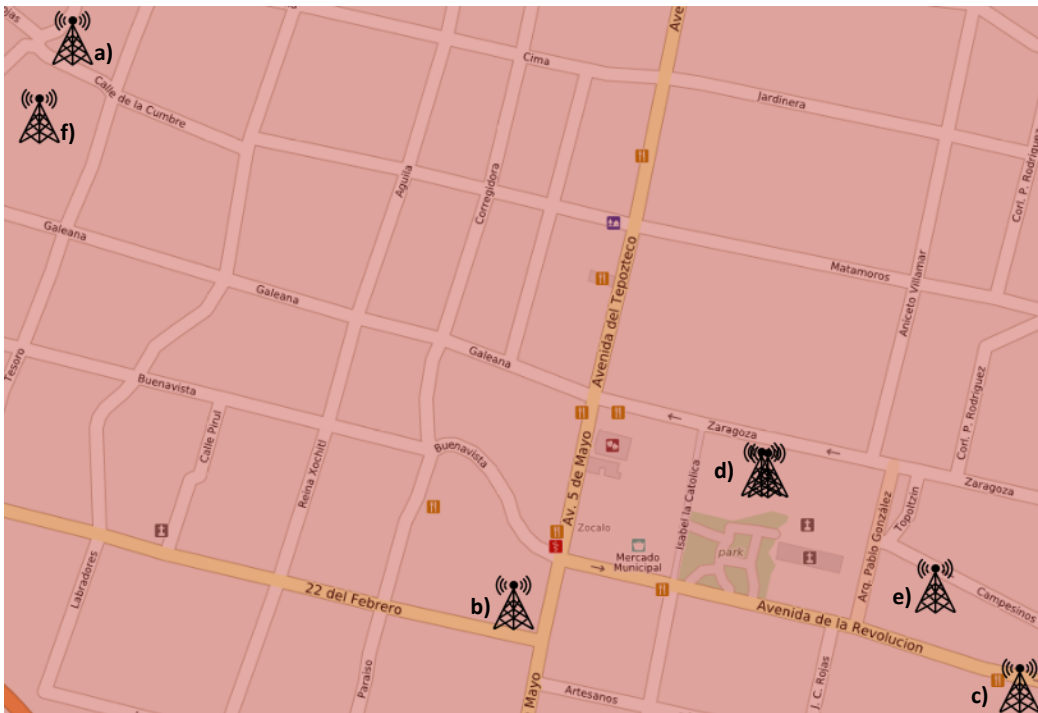 ojas
a)
Calle de la Cumbre
f)
Cima
Aven
Jardinera
Aguila
Corregidora
Corl. P. Rodriguez
Galeana
Galeana
Galeana
Avenida del Tepozteco
Matamoros
Aniceto Villamar
Tesoro
Buenavista
Calle Pirul
Reina Xochitl
Buenavista
Av. 5 de Mayo
Zaragoza
Corl. P. Rodriguez
Zaragoza
d)
Isabel la Catolica
Topoltzin
Arq. Pablo González
Zocalo
Mercado
Municipal
park
Labradores
22 del Febrero
b)
e)
Campesinos
Avenida de la Revolucion
Paraiso
Mayo
Artesanos
J. C. Rojas
c)